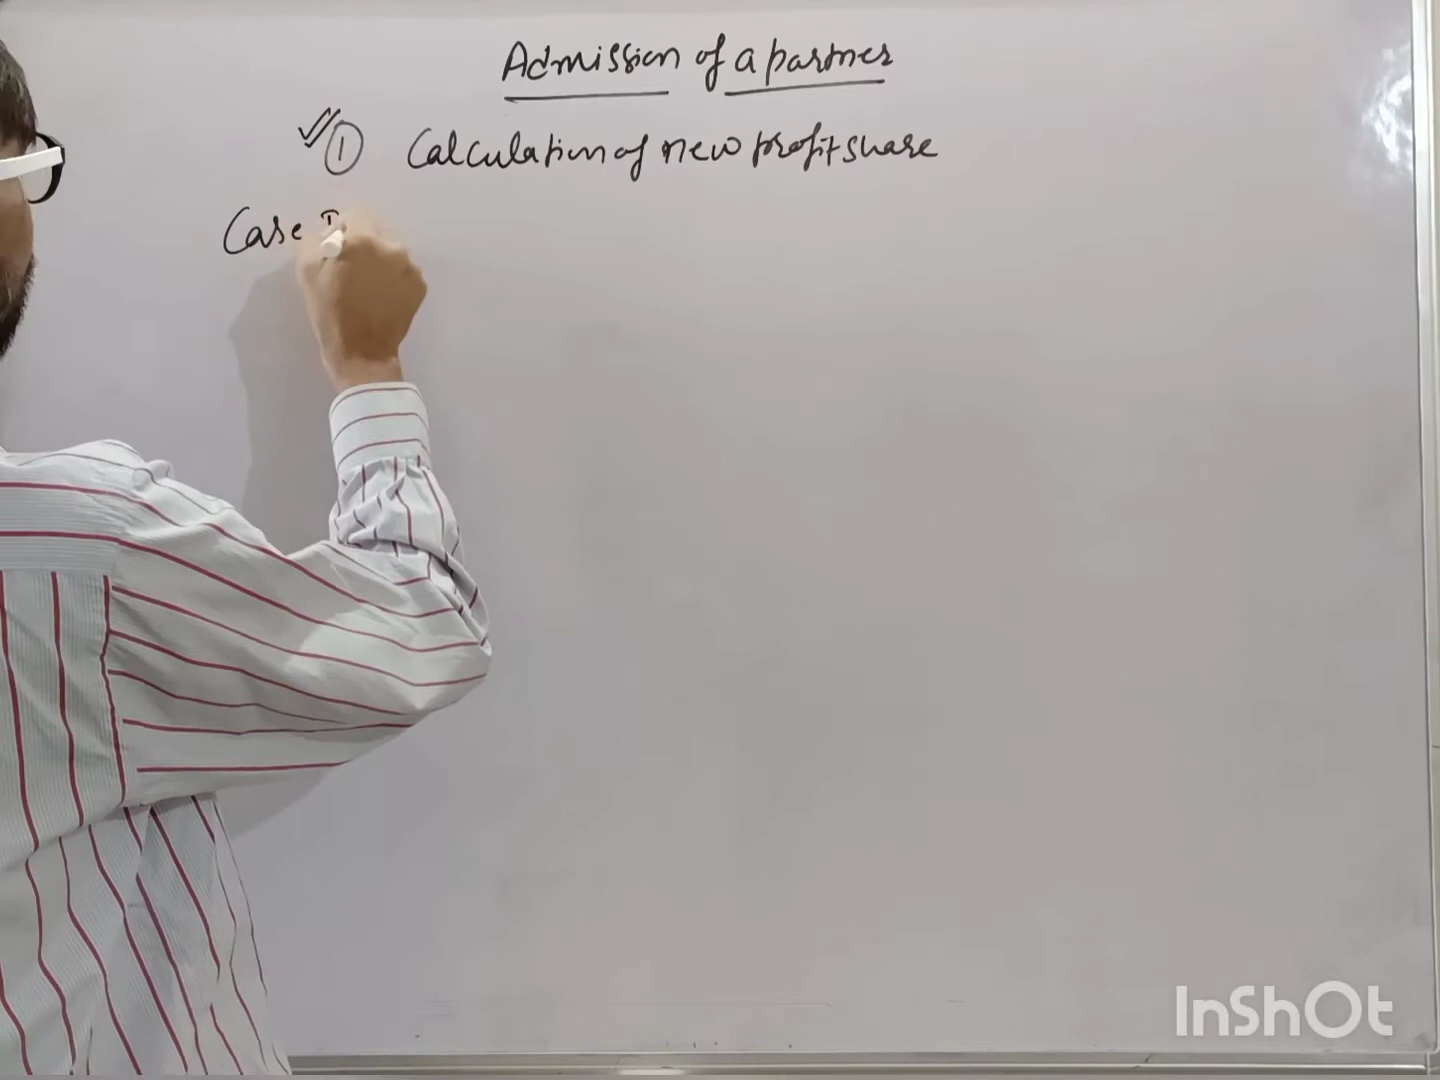 Admission of a partner
① Calculation of new profit share
Case I
InShOt